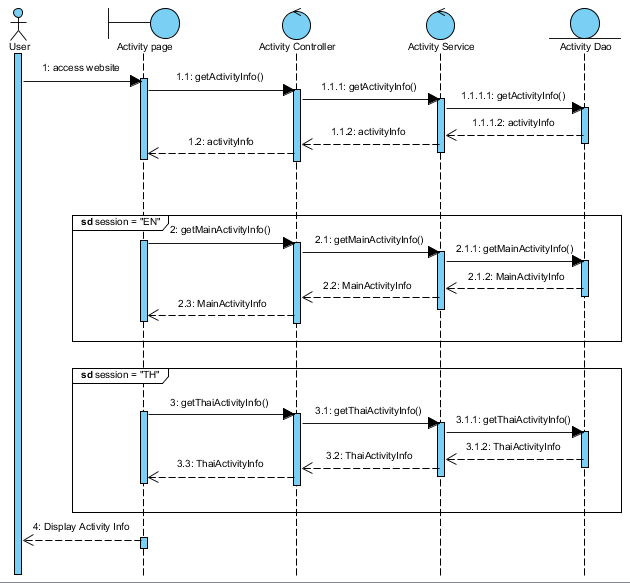 User
Activity page
Activity Controller
Activity Service
Activity Dao
1: access website
1.1: getActivityInfo()
1.1.1: getActivityInfo()
1.1.1.1: getActivityInfo()
1.1.1.2: activityInfo
1.1.2: activityInfo
1.2: activityInfo
sd session = "EN"
2: getMainActivityInfo()
2.1: getMainActivityInfo()
2.1.1: getMainActivityInfo()
2.1.2: MainActivityInfo
2.2: MainActivityInfo
2.3: MainActivityInfo
sd session = "TH"
3: getThaiActivityInfo()
3.1: getThaiActivityInfo()
3.1.1: getThaiActivityInfo()
3.1.2: ThaiActivityInfo
3.2: ThaiActivityInfo
3.3: ThaiActivityInfo
4: Display Activity Info